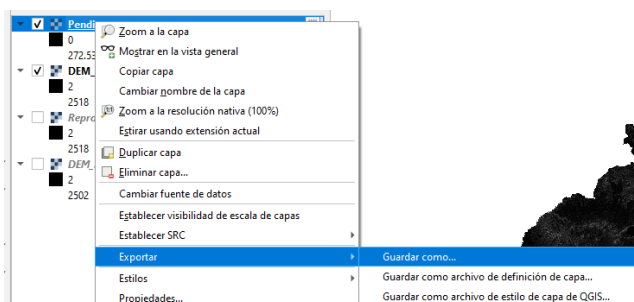 Pendi
0
272.53
DEM_
2
2518
Repro
2
2518
DEM_
2
2502
Zoom a la capa
Mostrar en la vista general
Copiar capa
Cambiar nombre de la capa
Zoom a la resolución nativa (100%)
Estirar usando extensión actual
Duplicar capa
Eliminar capa...
Cambiar fuente de datos
Establecer visibilidad de escala de capas
Establecer SRC
Exportar
Estilos
Propiedades...
Guardar como...
Guardar como archivo de definición de capa...
Guardar como archivo de estilo de capa de QGIS...